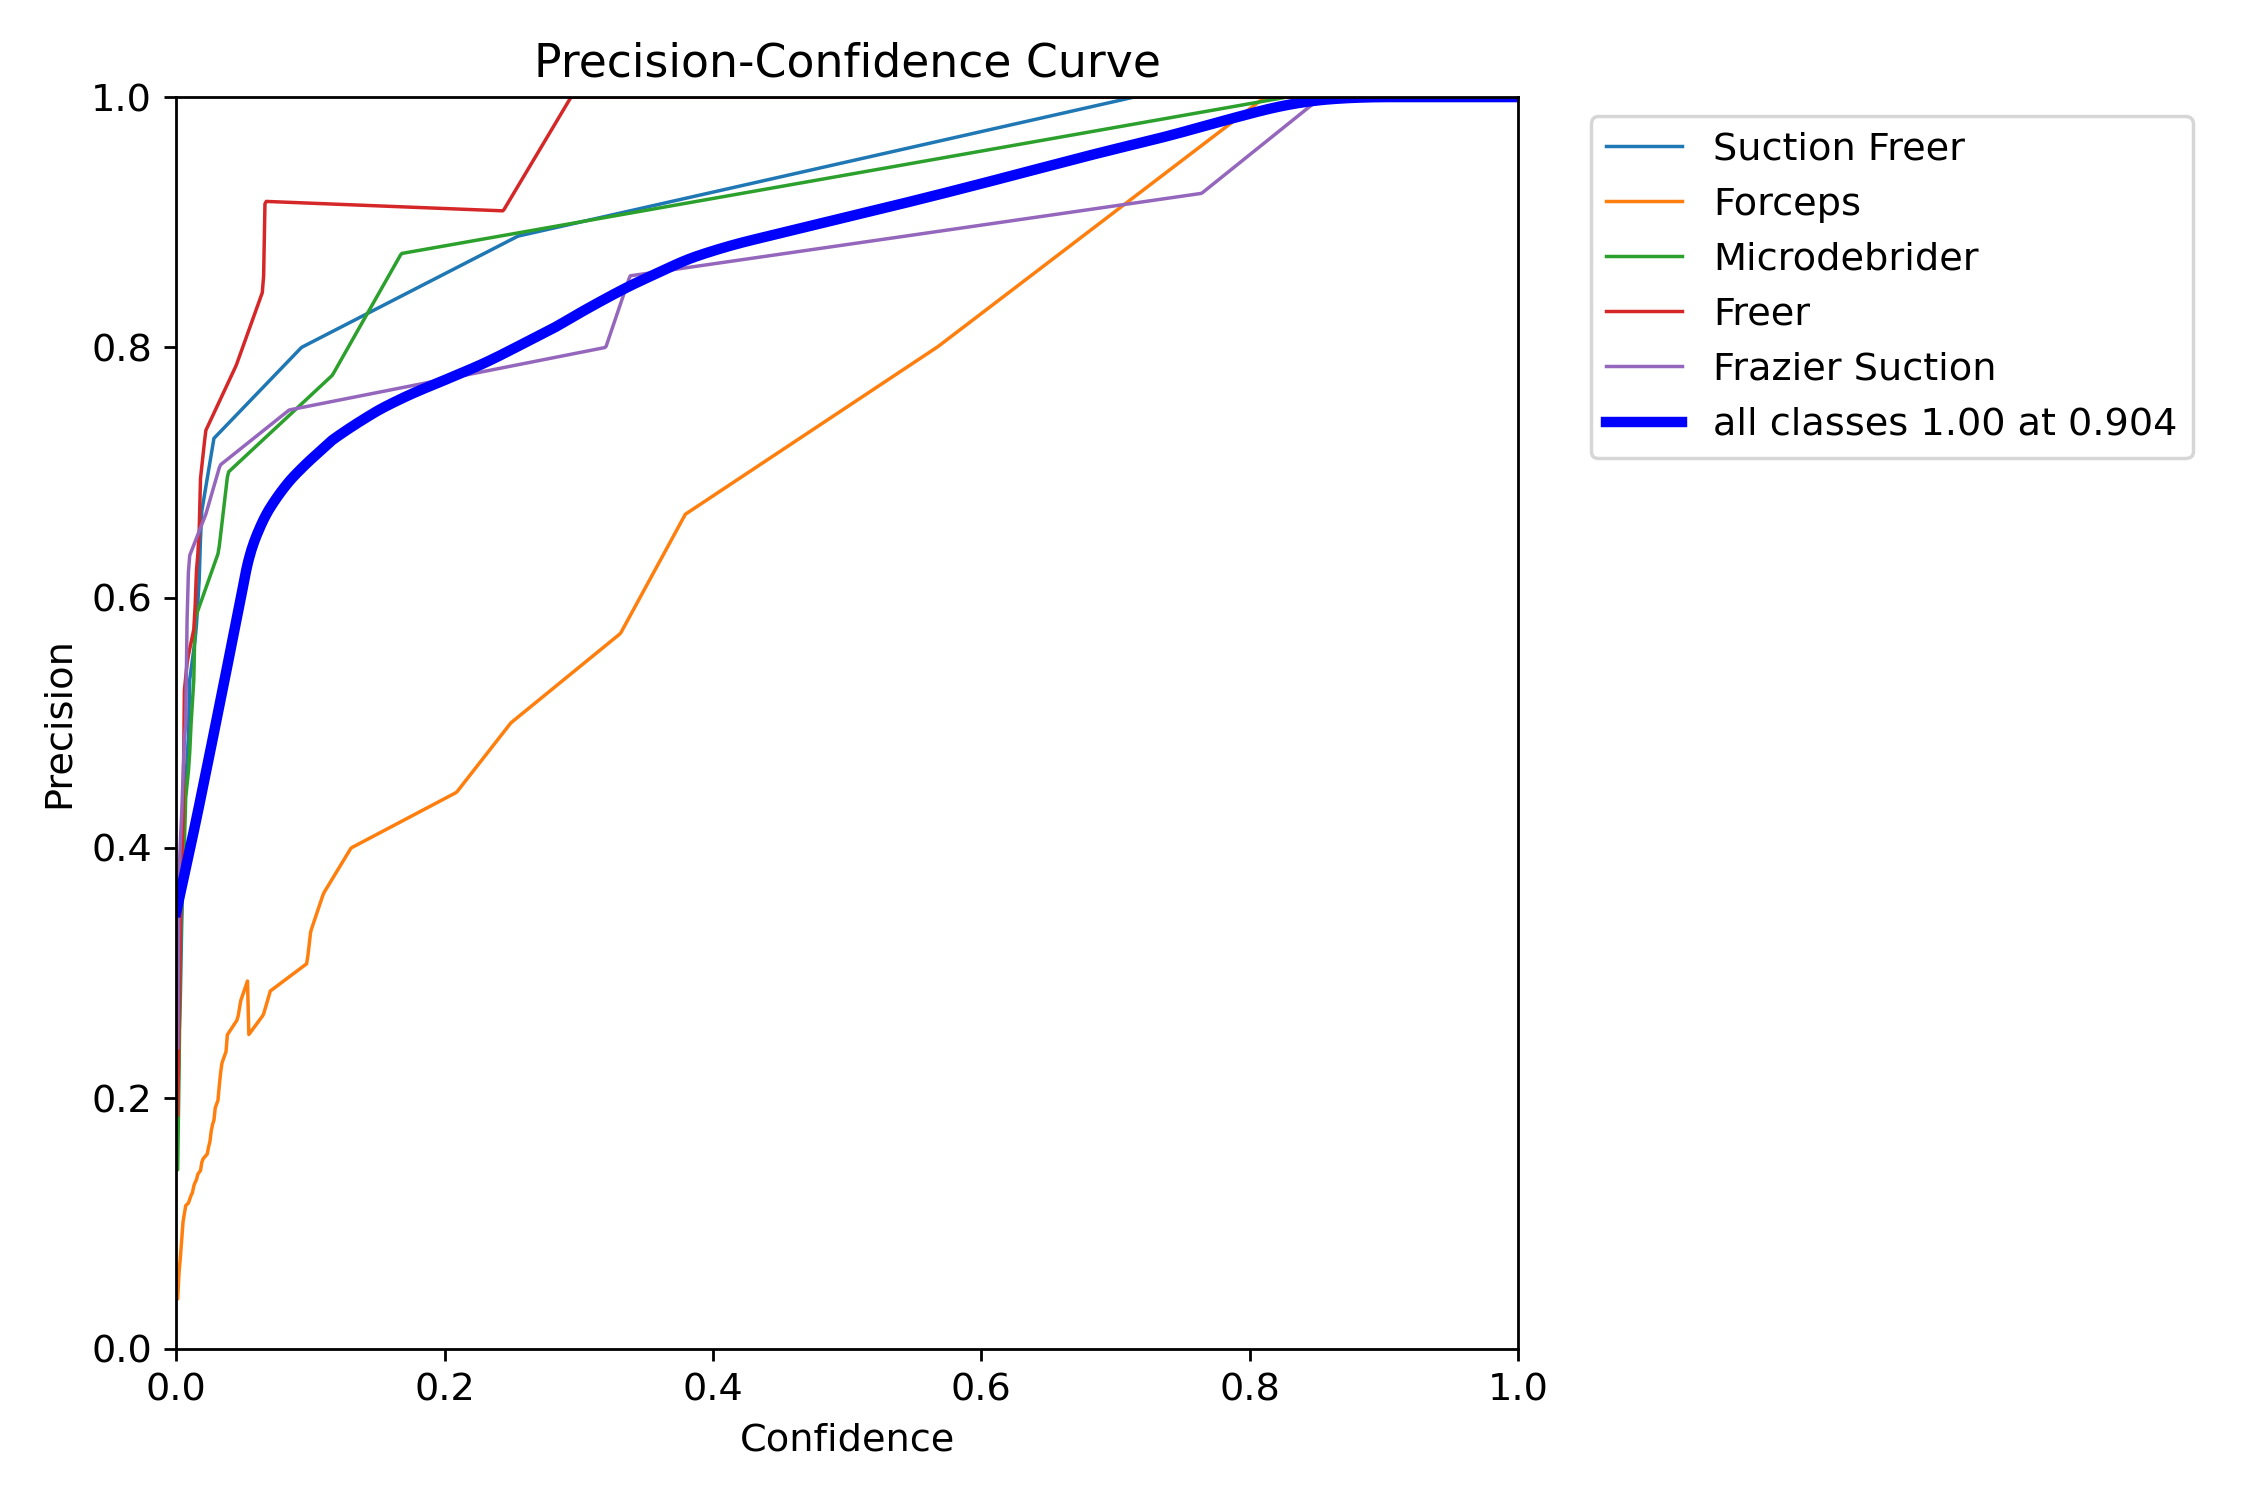 Precision-Confidence Curve
1.0
0.8
0.6
0.4
0.2
0.0
Precision
0.0 0.2 0.4 0.6 0.8 1.0
Confidence
Suction Freer
Forceps
Microdebrider
Freer
Frazier Suction
all classes 1.00 at 0.904